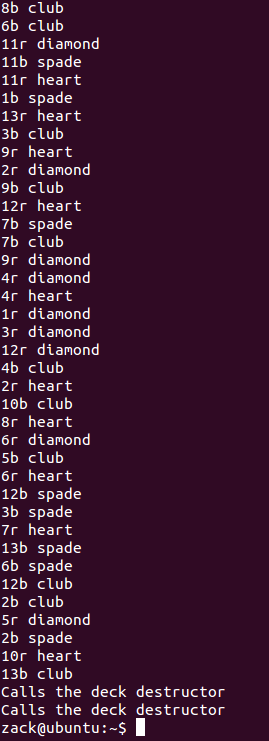 8b club
6b club
11r diamond
11b spade
11r heart
1b spade
13r heart
3b club
9r heart
2r diamond
9b club
12r heart
7b spade
7b club
9r diamond
4r diamond
4r heart
1r diamond
3r diamond
12r diamond
4b club
2r heart
10b club
8r heart
6r diamond
5b club
6r heart
12b spade
3b spade
7r heart
13b spade
6b spade
12b club
2b club
5r diamond
2b spade
10r heart
13b club
Calls the deck destructor
Calls the deck destructor
zack@ubuntu:~$